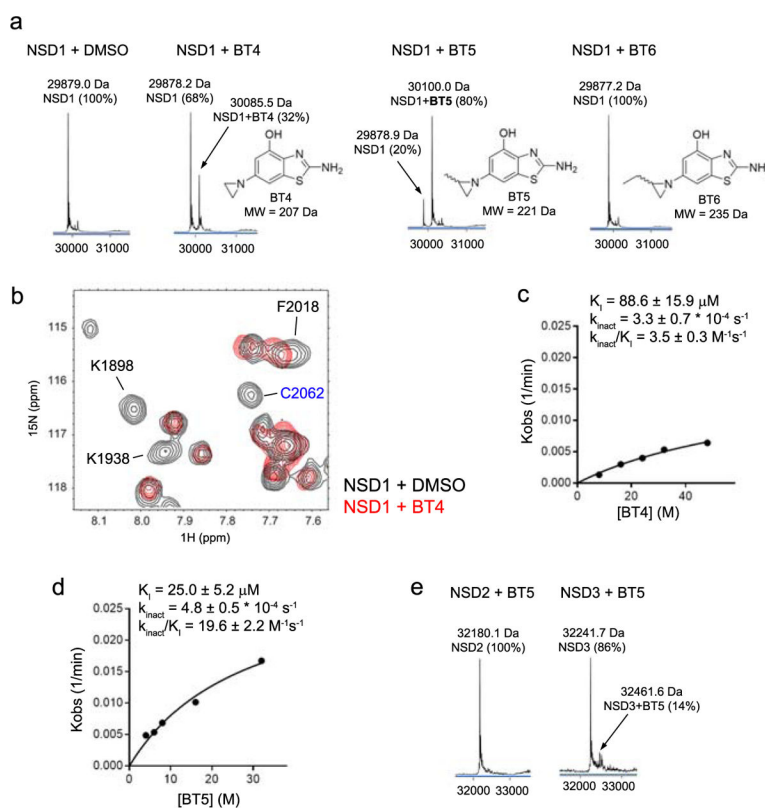 a
NSD1 + DMSO
NSD1 + BT4
NSD1 + BT5
NSD1 + BT6
29879.0 Da
NSD1 (100%)
29878.2 Da
NSD1 (68%)
30085.5 Da
NSD1+BT4 (32%)
OH
N
NH2
S
N
BT4
MW = 207 Da
30100.0 Da
NSD1+BT5 (80%)
29878.9 Da
NSD1
(20%)
OH
N
NH2
S
N
BT5
MW = 221 Da
29877.2 Da
NSD1 (100%)
OH
N
NH
S
N
BT6
MW = 235 Da
30000 31000
30000 31000
30000 31000
30000 31000
b
115
116
117
118
15N (ppm)
8.1 8.0 7.9 7.8 7.7 7.6
1H (ppm)
F2018
K1898
C2062
K1938
NSD1 + DMSO
NSD1 + BT4
c
KI = 88.6 ± 15.9 μM
kinact = 3.3 ± 0.7 * 10-4 s-1
kinact/KI = 3.5 ± 0.3 M-1s-1
0.025
0.020
0.015
0.010
0.005
0.000
Kobs (1/min)
0 20 40
[BT4] (M)
d
KI = 25.0 ± 5.2 μM
kinact = 4.8 ± 0.5 * 10-4 s-1
kinact/KI = 19.6 ± 2.2 M-1s-1
0.025
0.020
0.015
0.010
0.005
0.000
Kobs (1/min)
0 10 20 30
[BT5] (M)
e
NSD2 + BT5
NSD3 + BT5
32180.1 Da
NSD2 (100%)
32241.7 Da
NSD3 (86%)
32461.6 Da
NSD3+BT5 (14%)
32000 33000
32000 33000